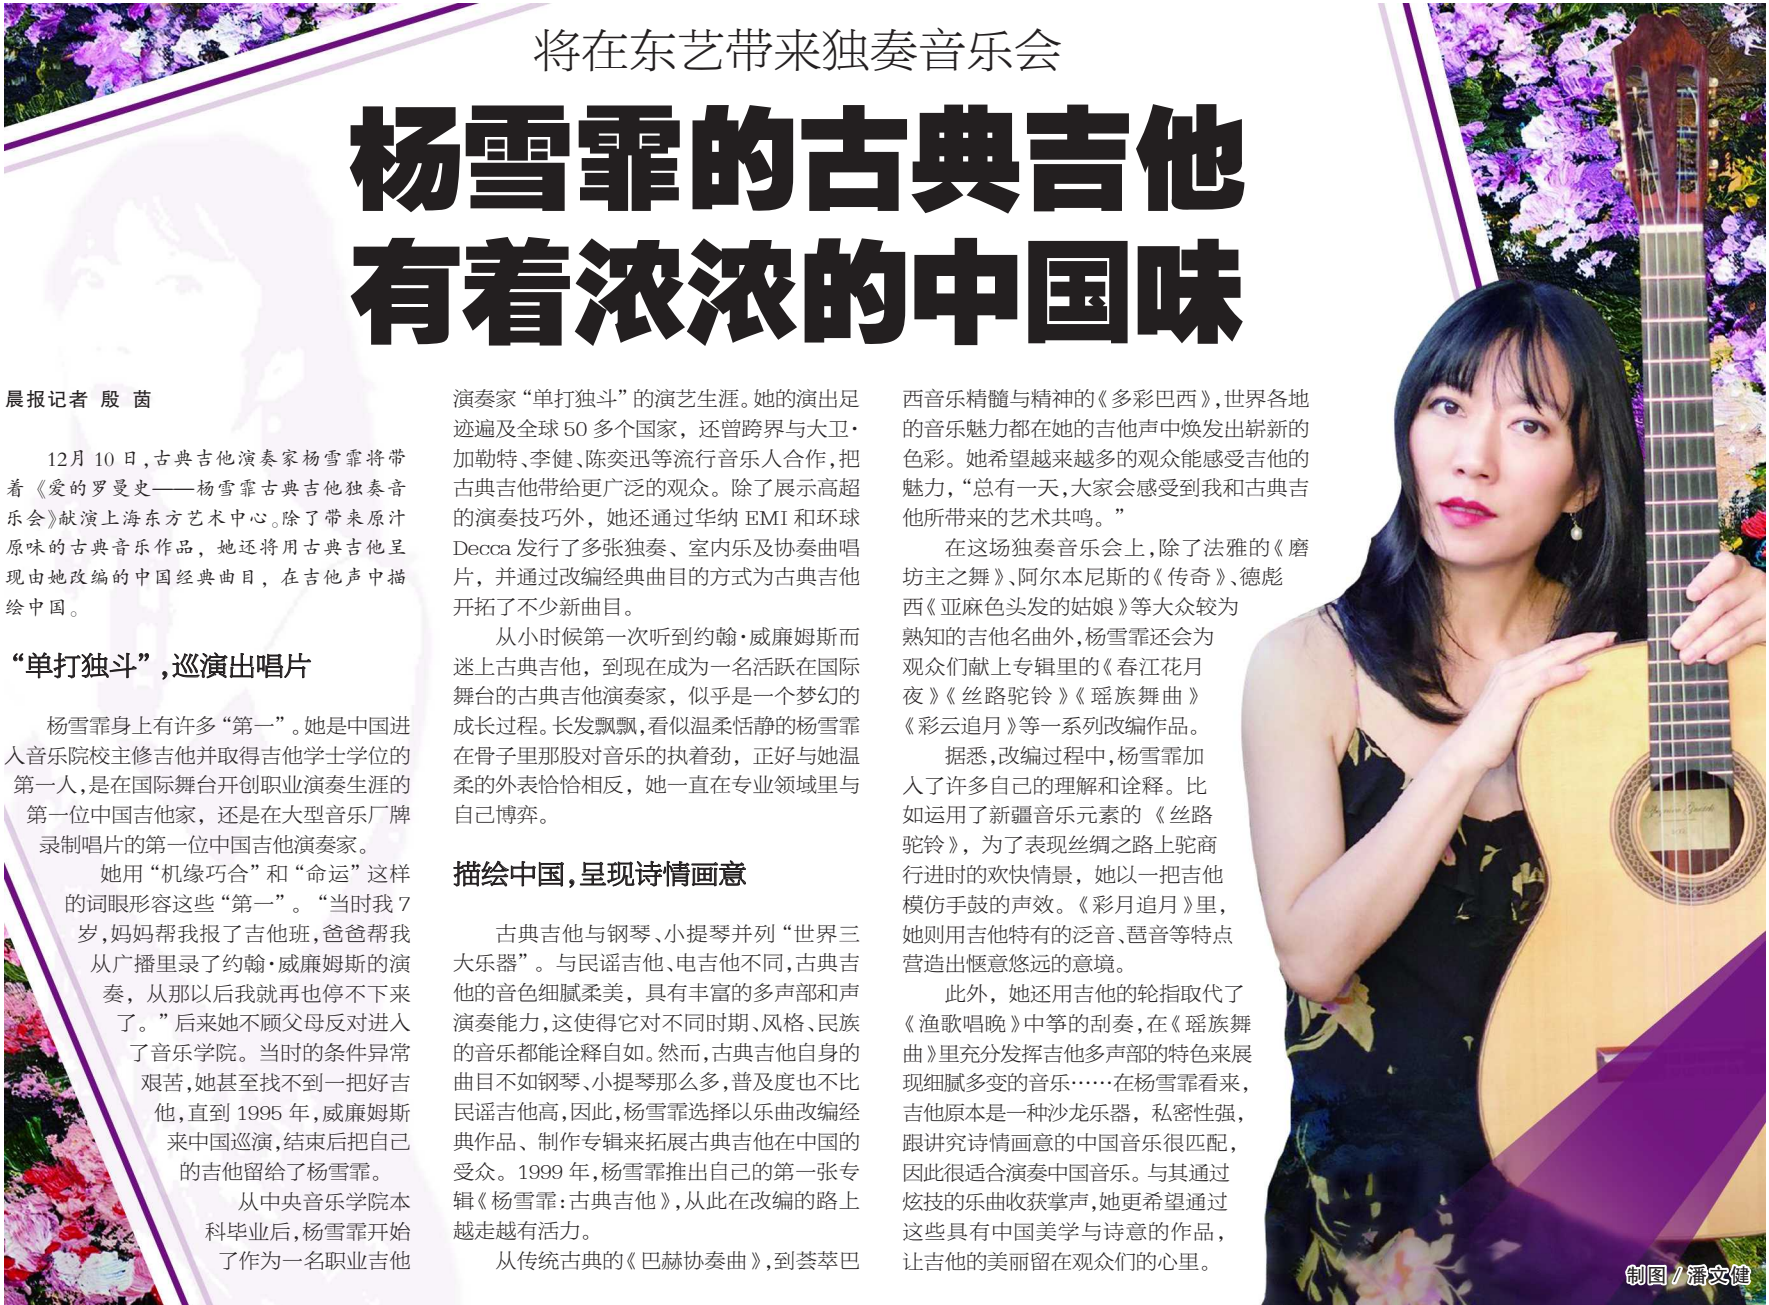 将在东艺带来独奏音乐会
杨雪霏的古典吉他
有着浓浓的中国味
晨报记者 殷 茵
12月10日,古典吉他演奏家杨雪霏将带
着《爱的罗曼史——杨雪霏古典吉他独奏音
乐会》献演上海东方艺术中心。除了带来原汁
原味的古典音乐作品，她还将用古典吉他呈
现由她改编的中国经典曲目，在吉他声中描
绘中国。
“单打独斗”,巡演出唱片
杨雪霏身上有许多“第一”。她是中国进
入音乐院校主修吉他并取得吉他学士学位的
第一人,是在国际舞台开创职业演奏生涯的
第一位中国吉他家，还是在大型音乐厂牌
录制唱片的第一位中国吉他演奏家。
她用“机缘巧合”和“命运”这样
的词眼形容这些“第一”。“当时我7
岁,妈妈帮我报了吉他班,爸爸帮我
从广播里录了约翰·威廉姆斯的演
奏，从那以后我就再也停不下来
了。”后来她不顾父母反对进入
了音乐学院。当时的条件异常
艰苦,她甚至找不到一把好吉
他,直到1995年,威廉姆斯
来中国巡演,结束后把自己
的吉他留给了杨雪霏。
从中央音乐学院本
科毕业后,杨雪霏开始
了作为一名职业吉他
演奏家“单打独斗”的演艺生涯。她的演出足
迹遍及全球50多个国家，还曾跨界与大卫·
加勒特、李健、陈奕迅等流行音乐人合作,把
古典吉他带给更广泛的观众。除了展示高超
的演奏技巧外，她还通过华纳EMI和环球
Decca发行了多张独奏、室内乐及协奏曲唱
片，并通过改编经典曲目的方式为古典吉他
开拓了不少新曲目。
从小时候第一次听到约翰·威廉姆斯而
迷上古典吉他，到现在成为一名活跃在国际
舞台的古典吉他演奏家，似乎是一个梦幻的
成长过程。长发飘飘,看似温柔恬静的杨雪霏
在骨子里那股对音乐的执着劲，正好与她温
柔的外表恰恰相反，她一直在专业领域里与
自己博弈。
描绘中国,呈现诗情画意
古典吉他与钢琴、小提琴并列“世界三
大乐器”。与民谣吉他、电吉他不同,古典吉
他的音色细腻柔美，具有丰富的多声部和声
演奏能力,这使得它对不同时期、风格、民族
的音乐都能诠释自如。然而,古典吉他自身的
曲目不如钢琴、小提琴那么多,普及度也不比
民谣吉他高,因此,杨雪霏选择以乐曲改编经
典作品、制作专辑来拓展古典吉他在中国的
受众。1999年,杨雪霏推出自己的第一张专
辑《杨雪霏:古典吉他》,从此在改编的路上
越走越有活力。
从传统古典的《巴赫协奏曲》,到荟萃巴
西音乐精髓与精神的《多彩巴西》,世界各地
的音乐魅力都在她的吉他声中焕发出崭新的
色彩。她希望越来越多的观众能感受吉他的
魅力，“总有一天,大家会感受到我和古典吉
他所带来的艺术共鸣。”
在这场独奏音乐会上,除了法雅的《磨
坊主之舞》、阿尔本尼斯的《传奇》、德彪
西《亚麻色头发的姑娘》等大众较为
熟知的吉他名曲外,杨雪霏还会为
观众们献上专辑里的《春江花月
夜》《丝路驼铃》《瑶族舞曲》
《彩云追月》等一系列改编作品。
据悉,改编过程中,杨雪霏加
入了许多自己的理解和诠释。比
如运用了新疆音乐元素的《丝路
驼铃》，为了表现丝绸之路上驼商
行进时的欢快情景，她以一把吉他
模仿手鼓的声效。《彩月追月》里，
她则用吉他特有的泛音、琶音等特点
营造出惬意悠远的意境。
此外，她还用吉他的轮指取代了
《渔歌唱晚》中筝的刮奏,在《瑶族舞
曲》里充分发挥吉他多声部的特色来展
现细腻多变的音乐……在杨雪霏看来，
吉他原本是一种沙龙乐器，私密性强，
跟讲究诗情画意的中国音乐很匹配，
因此很适合演奏中国音乐。与其通过
炫技的乐曲收获掌声,她更希望通过
这些具有中国美学与诗意的作品，
让吉他的美丽留在观众们的心里。
制图/潘文健